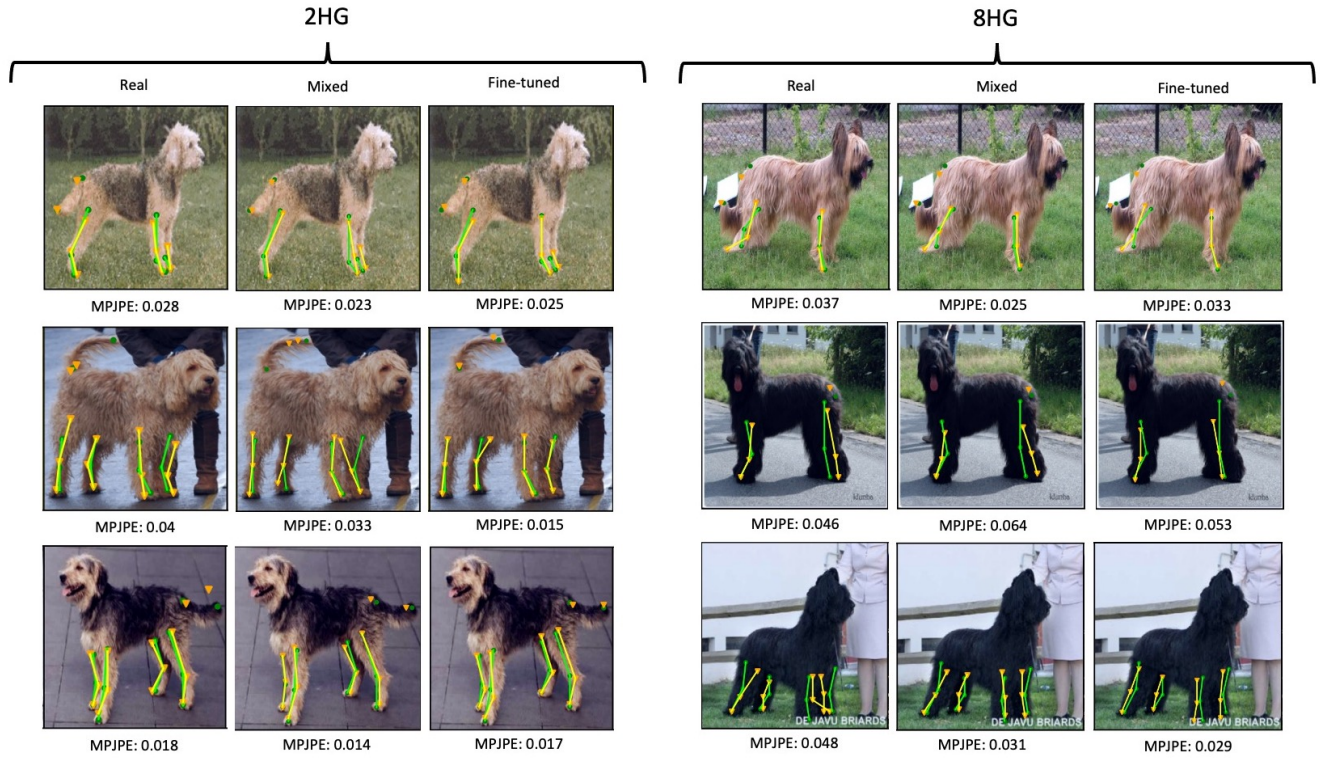 2HG
8HG
Real
Mixed
Fine-tuned
Real
Mixed
Fine-tuned
MPJPE: 0.028
MPJPE: 0.023
MPJPE: 0.025
MPJPE: 0.037
MPJPE: 0.025
MPJPE: 0.033
klunba
klunba
klunba
MPJPE: 0.04
MPJPE: 0.033
MPJPE: 0.015
MPJPE: 0.046
MPJPE: 0.064
MPJPE: 0.053
DE JAVU BRIARDS
DE JAVU BRIARDS
DE JAVU BRIARDS
MPJPE: 0.018
MPJPE: 0.014
MPJPE: 0.017
MPJPE: 0.048
MPJPE: 0.031
MPJPE: 0.029